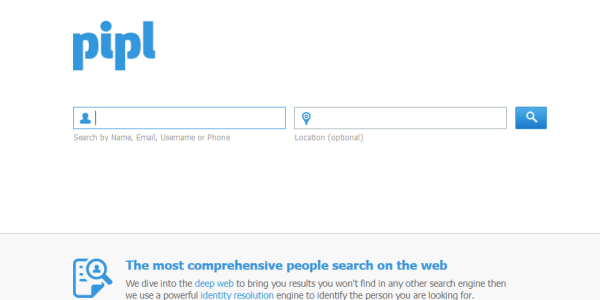 pipl
Search by Name, Email, Username or Phone
Location (optional)
The most comprehensive people search on the web
We dive into the deep web to bring you results you won't find in any other search engine then
we use a powerful identity resolution engine to identify the person you are looking for.